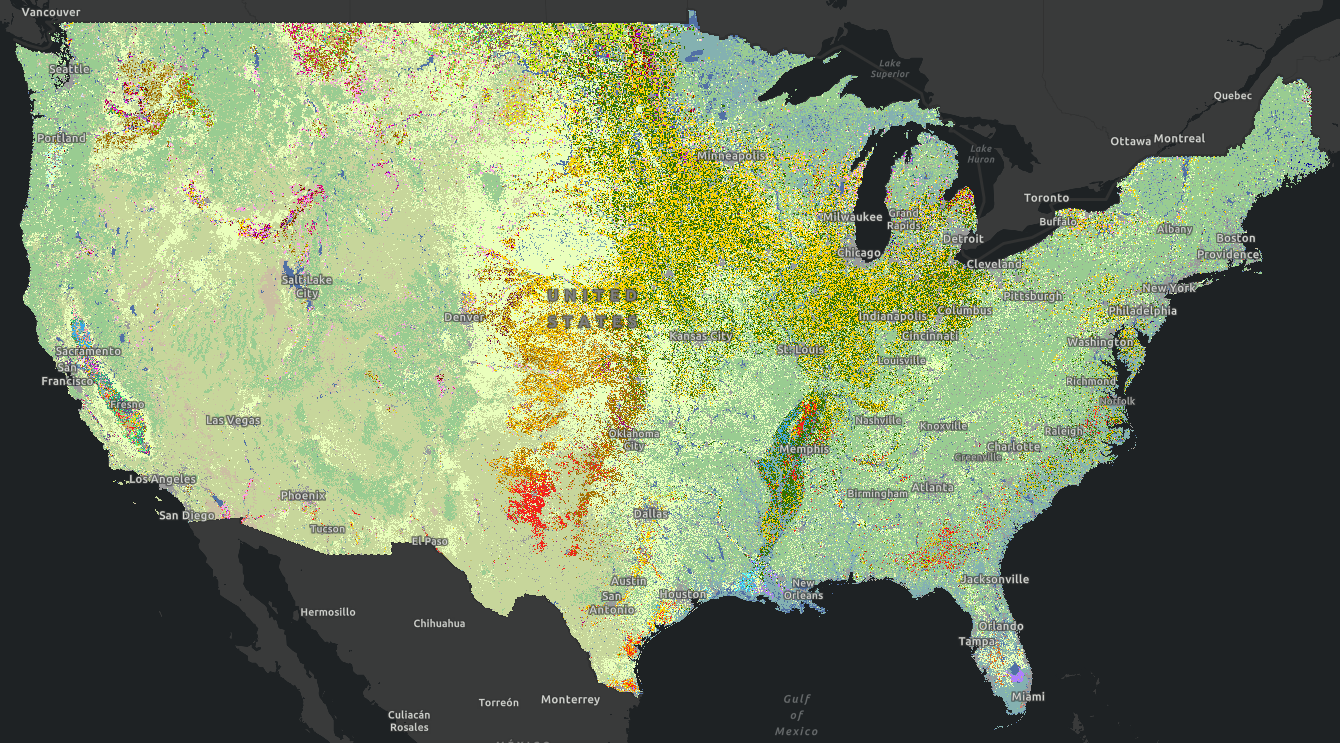 Vancouver
Seattle
Portland
Quebec
Lake
Superior
Ottawa
Montreal
Lake
Huron
Minneapolis
Toronto
Milwaukee
Grand
Rapids
Buffalo
Albany
Boston
Detroit
Chicago
Providence
Cleveland
Salt Lake
City
New York
UNITED
STATES
Pittsburgh
Denver
Indianapolis
Columbus
Philadelphia
Kansas City
Cincinnati
Washington
Sacramento
St. Louis
Louisville
San
Francisco
Richmond
Norfolk
Fresno
Las Vegas
Nashville
Knoxville
Raleigh
Oklahoma
City
Memphis
Charlotte
Greenville
Los Angeles
Phoenix
Birmingham
Atlanta
San Diego
Dallas
Tucson
El Paso
Austin
San
Antonio
Houston
New
Orleans
Jacksonville
Hermosillo
Chihuahua
Orlando
Tampa
Torreón
Monterrey
Miami
Gulf
of
Mexico
Culiacán
Rosales
MÉXICO